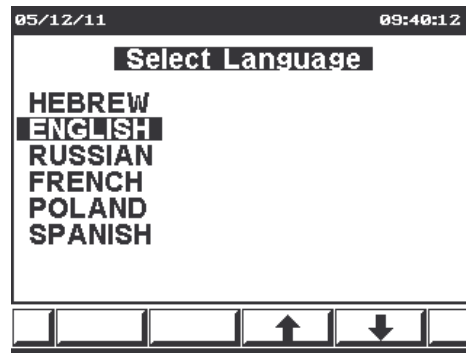 05/12/11 09:40:12
Select Language
HEBREW
ENGLISH
RUSSIAN
FRENCH
POLAND
SPANISH